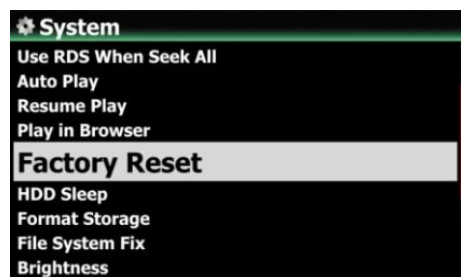 System
Use RDS When Seek All
Auto Play
Resume Play
Play in Browser
Factory Reset
HDD Sleep
Format Storage
File System Fix
Brightness